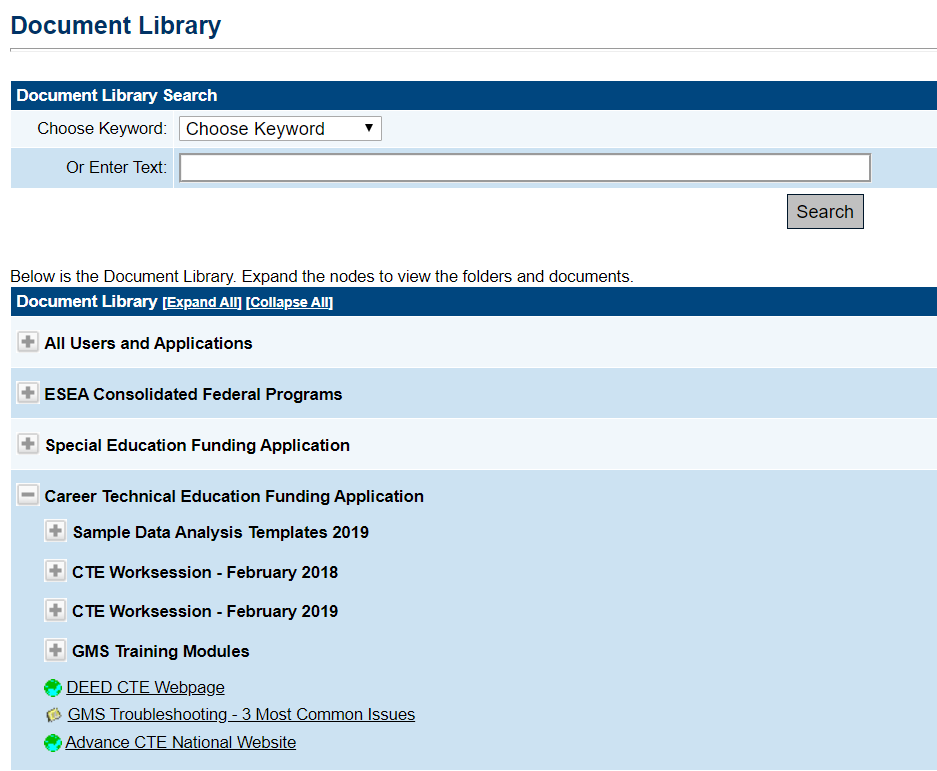 Document Library
Document Library Search
Choose Keyword: Choose Keyword
Or Enter Text:
Search
Below is the Document Library. Expand the nodes to view the folders and documents.
Document Library [Expand All] [Collapse All]
All Users and Applications
ESEA Consolidated Federal Programs
Special Education Funding Application
Career Technical Education Funding Application
Sample Data Analysis Templates 2019
CTE Worksession - February 2018
CTE Worksession - February 2019
GMS Training Modules
DEED CTE Webpage
GMS Troubleshooting - 3 Most Common Issues
Advance CTE National Website